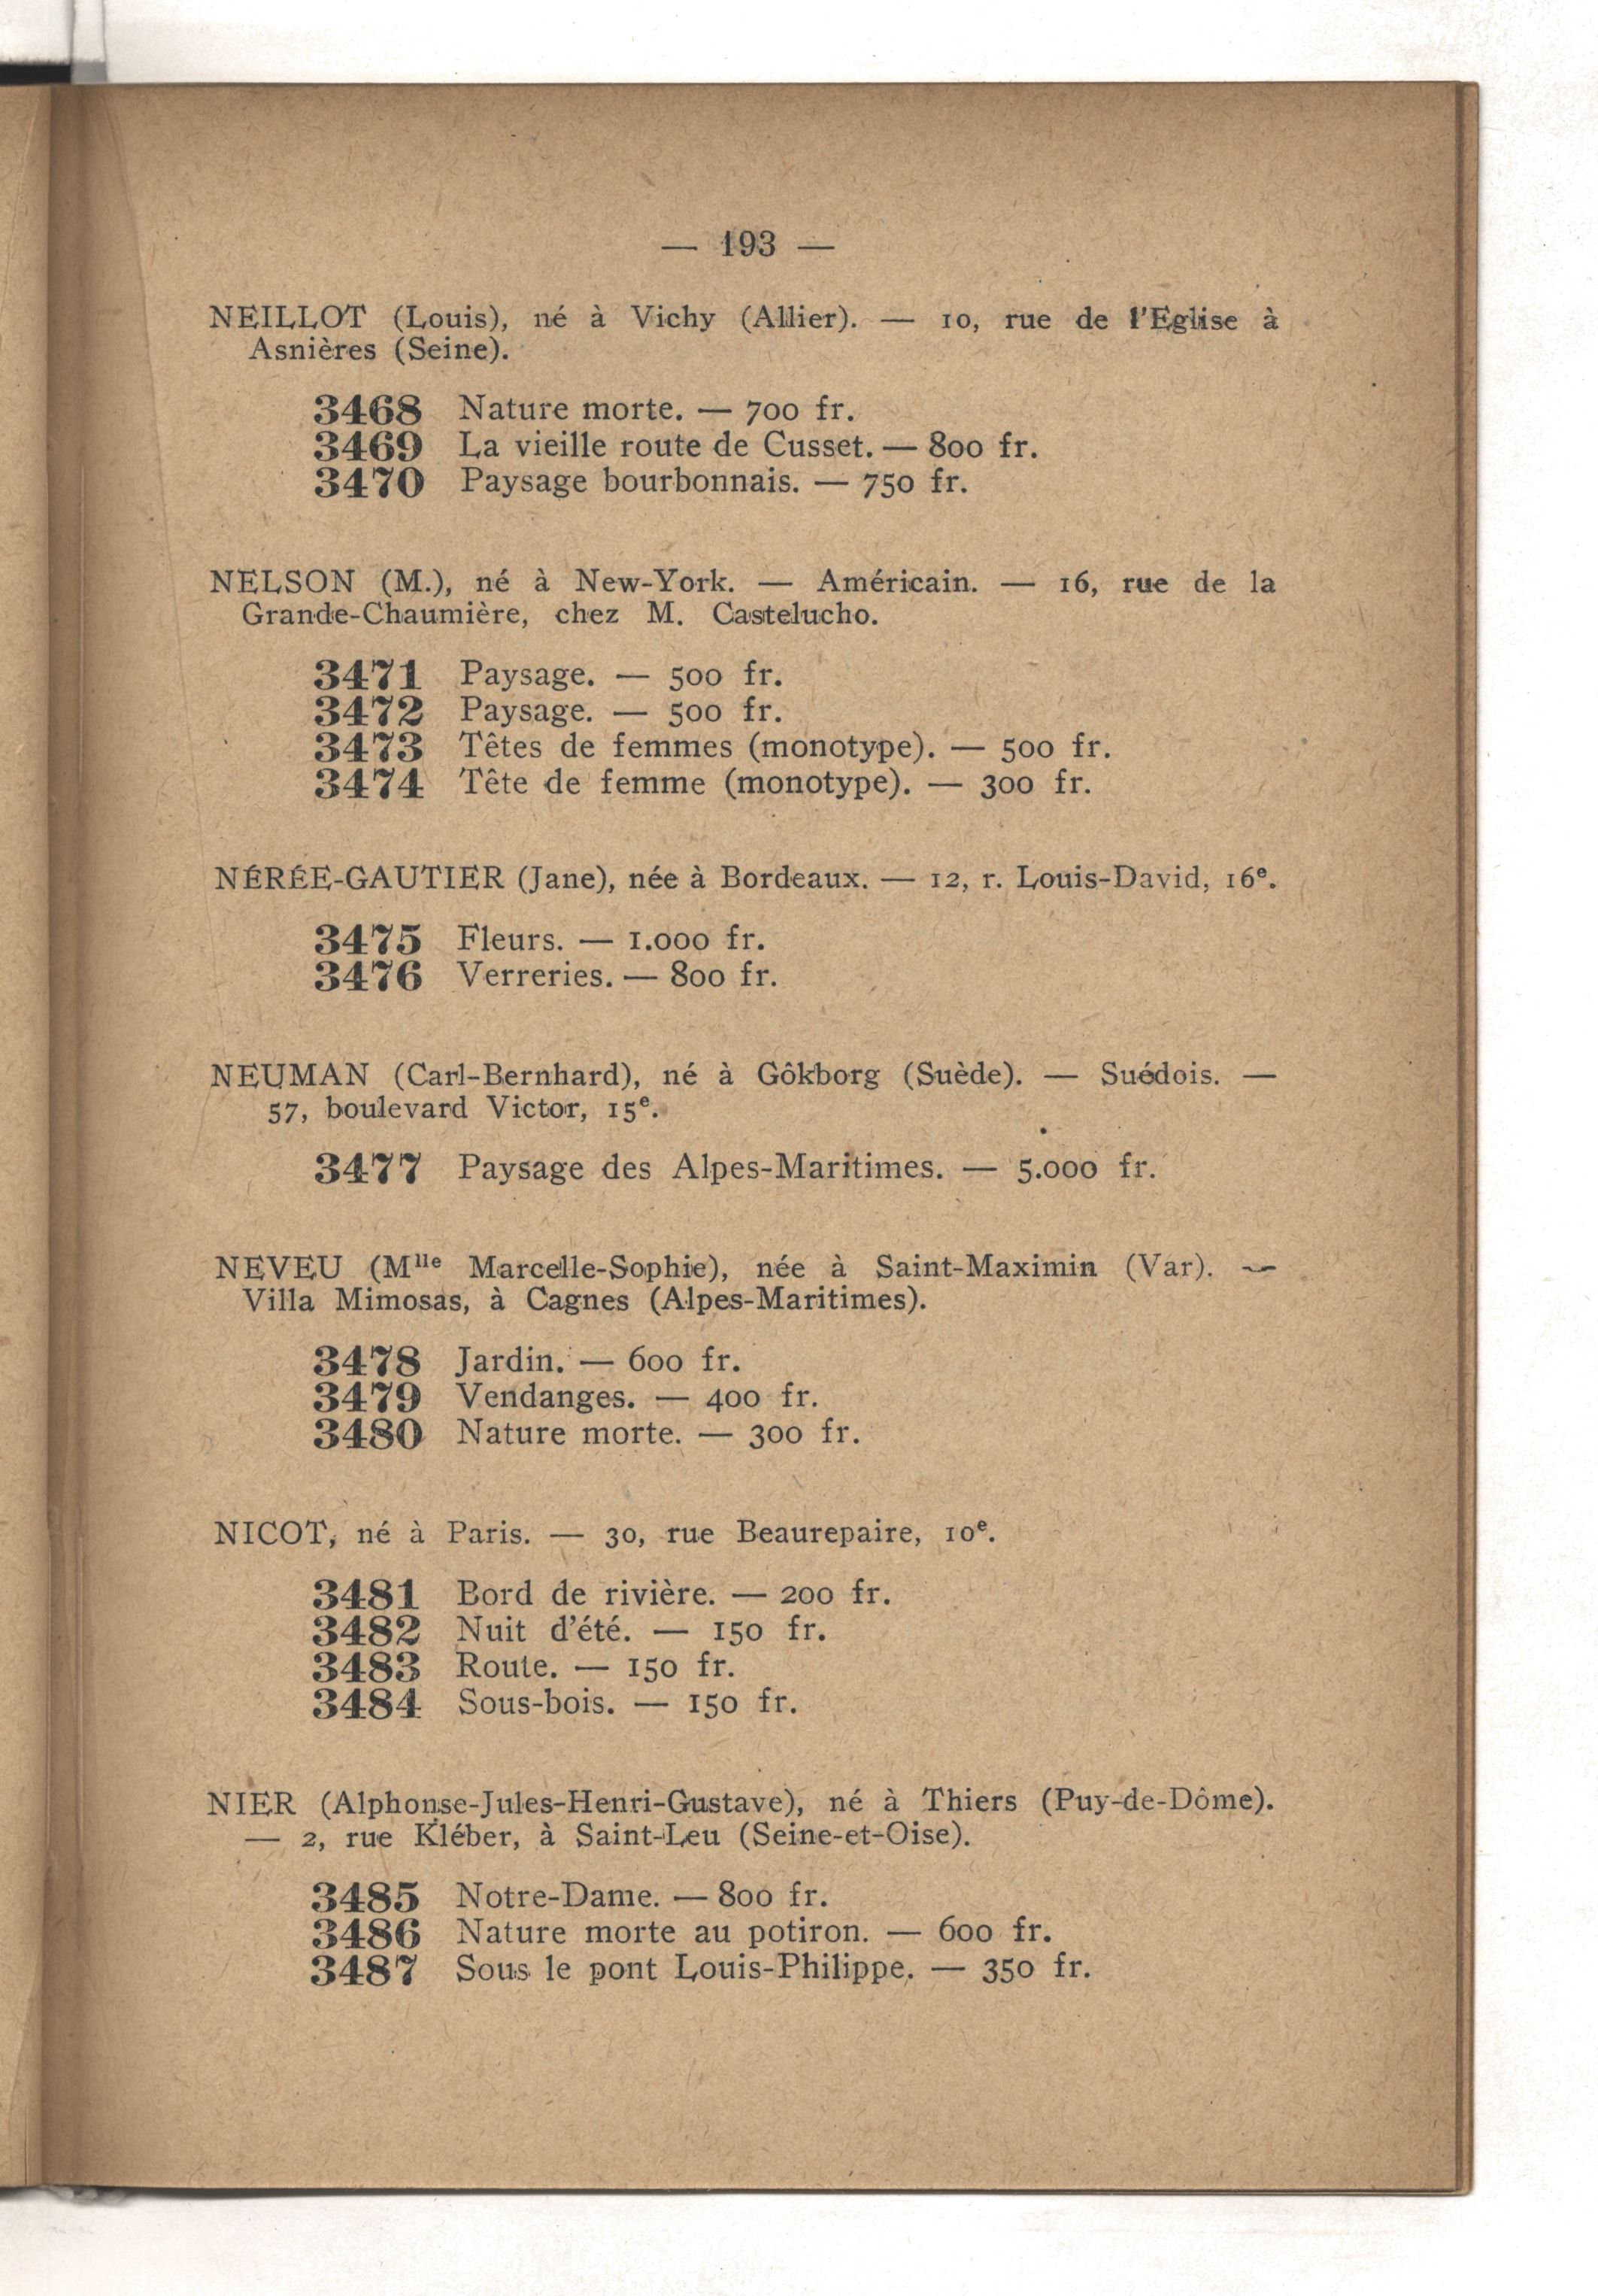 — 193 —
NEILLOT (Louis), né à Vichy (Allier). — 10, rue de l'Eglise à
Asnières (Seine).
3468 Nature morte. — 700 fr.
3469 La vieille route de Cusset. — 800 fr.
3470 Paysage bourbonnais. — 750 fr.
NELSON (M.), né à New-York. — Américain. — 16, rue de la
Grande-Chaumière, chez M. Castelucho.
3471 Paysage. — 500 fr.
3472 Paysage. — 500 fr.
3473 Têtes de femmes (monotype). — 500 fr.
3474 Tête de femme (monotype). — 300 fr.
NÉRÉE-GAUTIER (Jane), née à Bordeaux. — 12, r. Louis-David, 16e.
3475 Fleurs. — 1.000 fr.
3476 Verreries. — 800 fr.
NEUMAN (Carl-Bernhard), né à Gôkborg (Suède). — Suédois. —
57, boulevard Victor, 15e.
3477 Paysage des Alpes-Maritimes. — 5.000 fr.
NEVEU (Mlle Marcelle-Sophie), née à Saint-Maximin (Var). —
Villa Mimosas, à Cagnes (Alpes-Maritimes).
3478 Jardin. — 600 fr.
3479 Vendanges. — 400 fr.
3480 Nature morte. — 300 fr.
NICOT, né à Paris. — 30, rue Beaurepaire, 10e.
3481 Bord de rivière. — 200 fr.
3482 Nuit d'été. — 150 fr.
3483 Route. — 150 fr.
3484 Sous-bois. — 150 fr.
NIER (Alphonse-Jules-Henri-Gustave), né à Thiers (Puy-de-Dôme).
— 2, rue Kléber, à Saint-Leu (Seine-et-Oise).
3485 Notre-Dame. — 800 fr.
3486 Nature morte au potiron. — 600 fr.
3487 Sous le pont Louis-Philippe. — 350 fr.